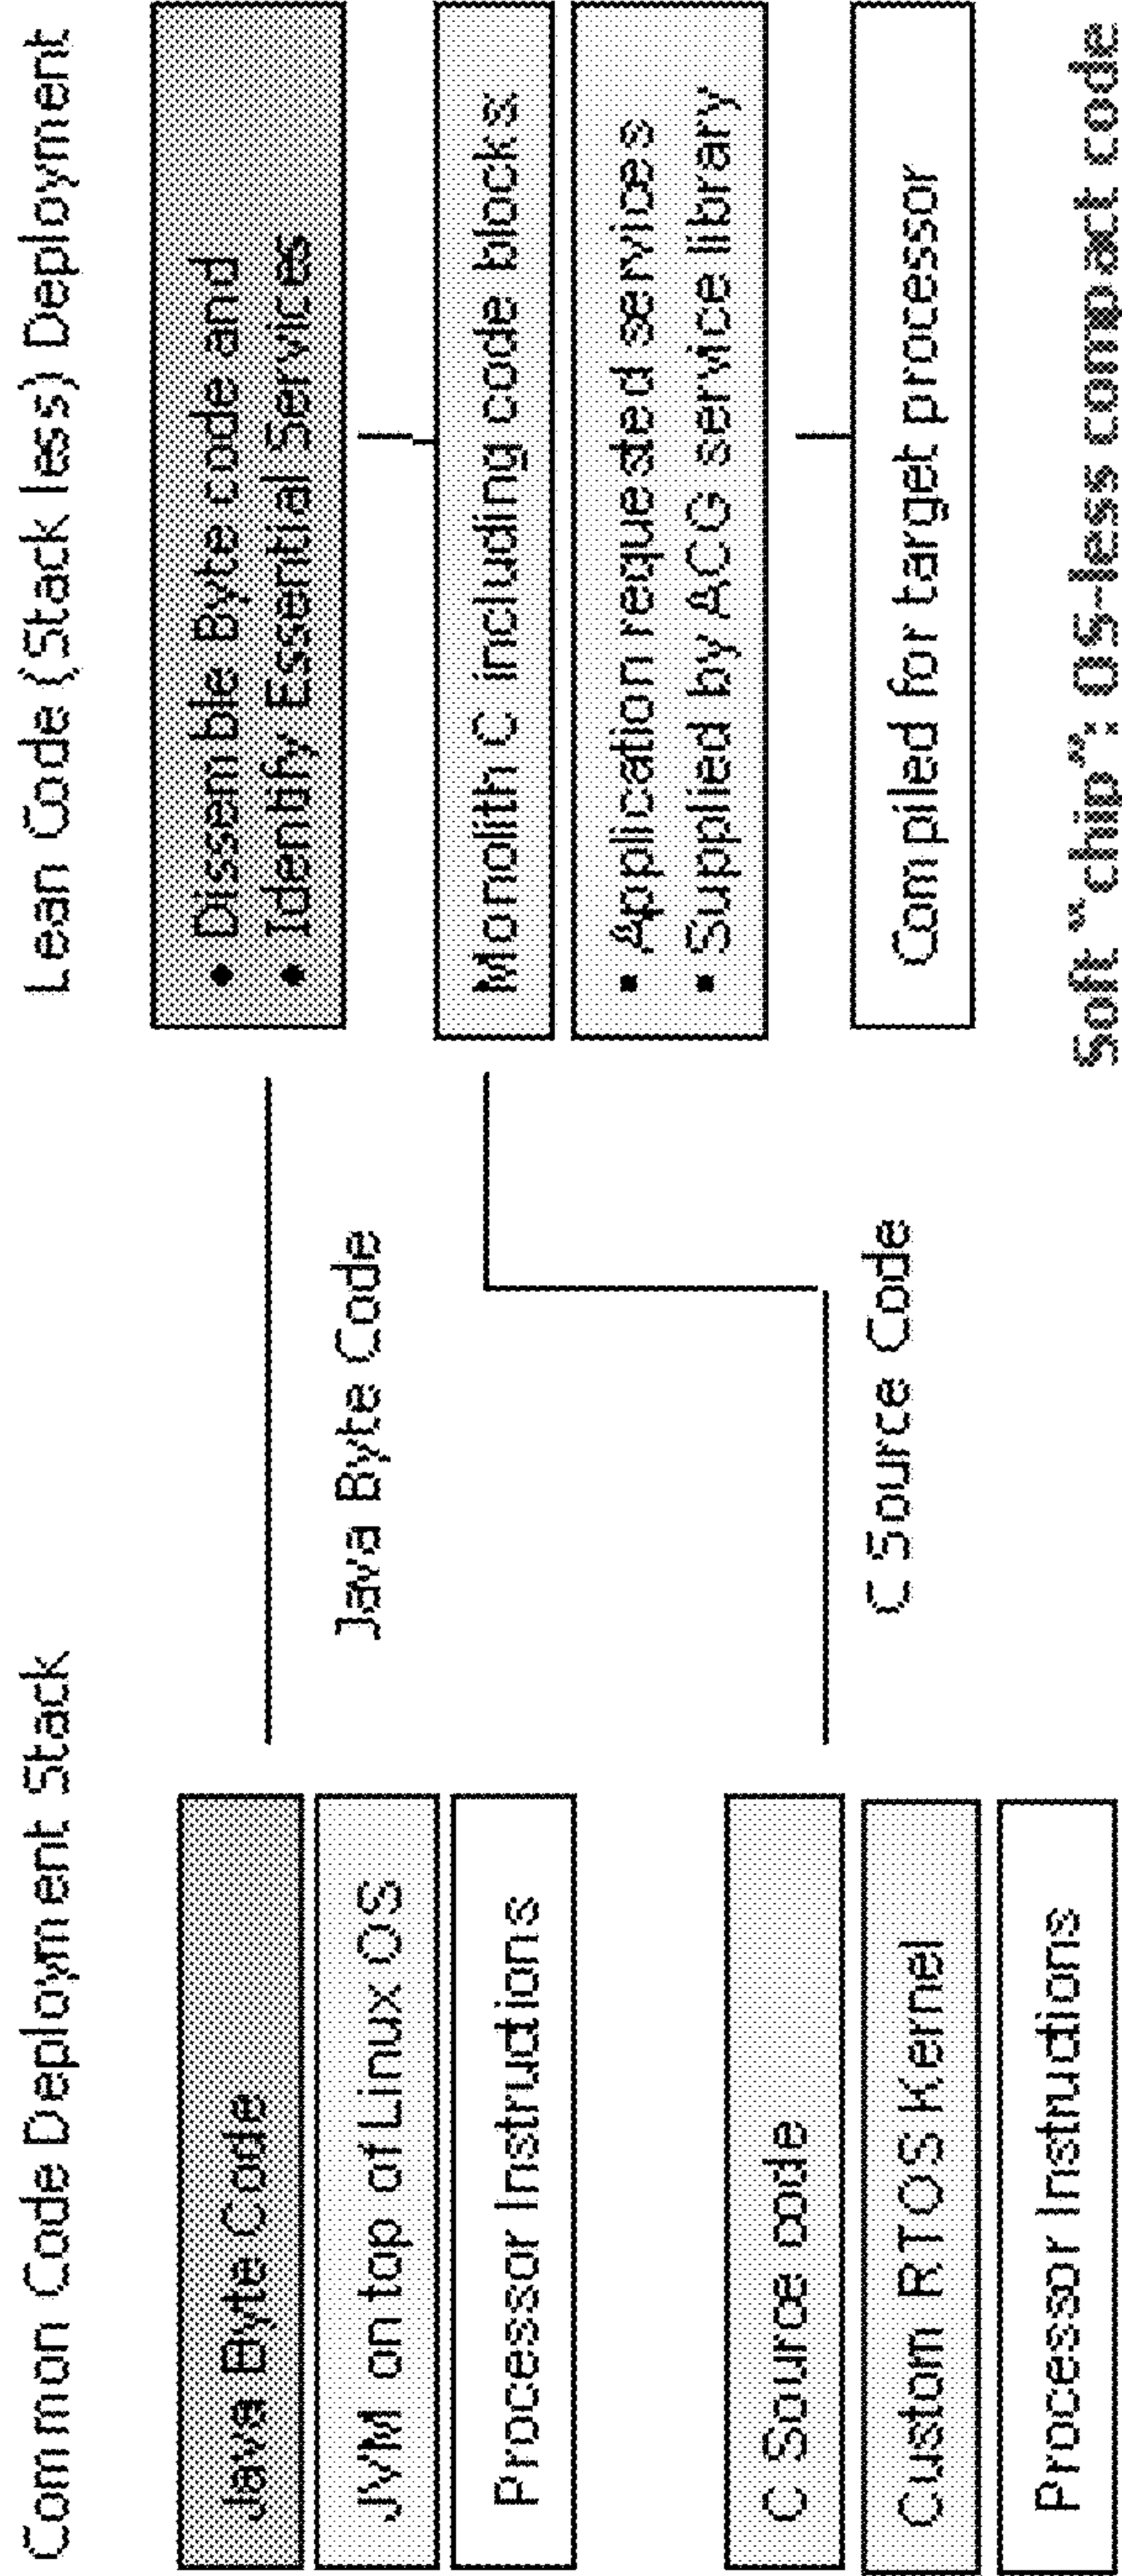 Common Code Deployment Stack
Java Byte Code
JVM on top of Linux OS
Processor Instructions
C Source code
Custom RTOS Kernel
Processor Instructions
Java Byte Code
C Source Code
Lean Code (Stack less) Deployment
• Dissemble Byte code and
• Identify Essential Services
Monolith C including code blocks:
▪ Application requested services
▪ Supplied by ACG service library
Compiled for target processor
Soft “chip”: OS-less compact code